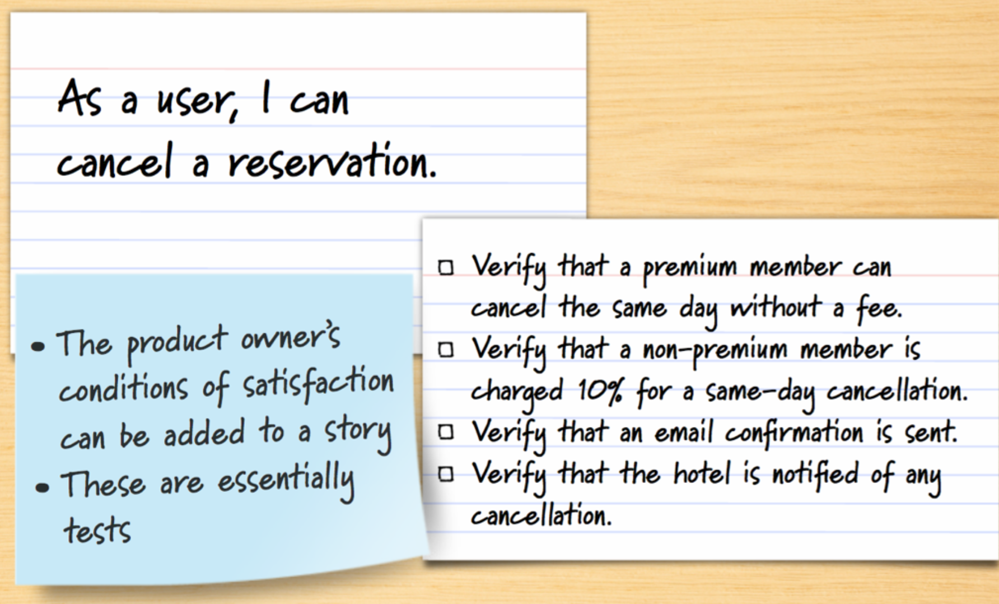 As a user, I can
cancel a reservation.
• The product owner's
conditions of satisfaction
can be added to a story
• These are essentially
tests
□ Verify that a premium member can
cancel the same day without a fee.
□ Verify that a non-premium member is
charged 10% for a same-day cancellation.
□ Verify that an email confirmation is sent.
□ Verify that the hotel is notified of any
cancellation.